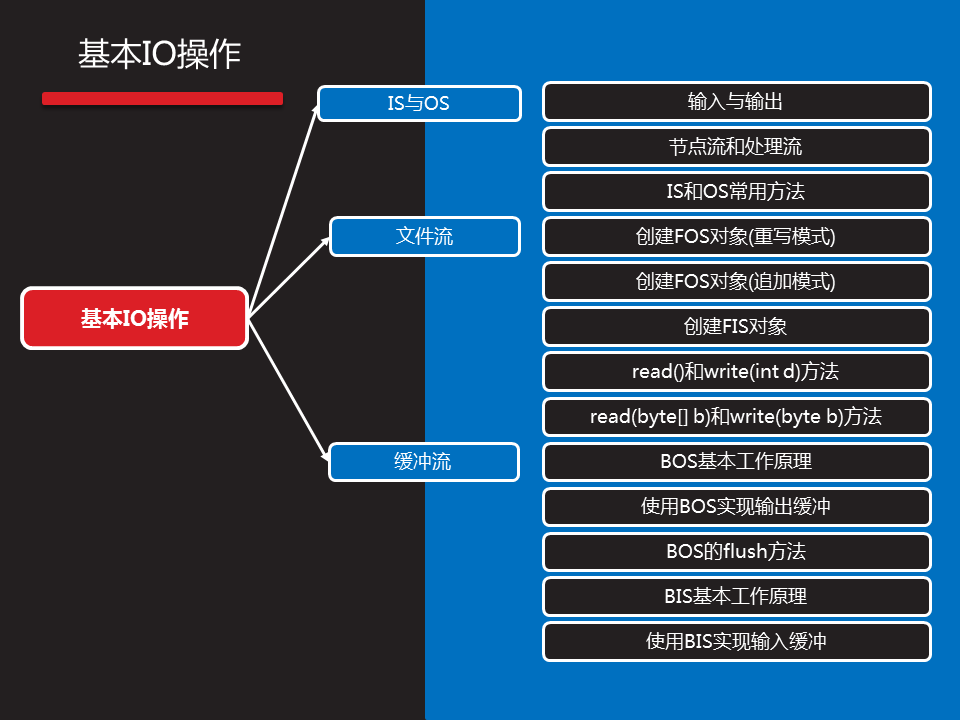 基本IO操作
基本IO操作
IS与OS
输入与输出
节点流和处理流
IS和OS常用方法
文件流
创建FOS对象(重写模式)
创建FOS对象(追加模式)
创建FIS对象
read()和write(int d)方法
read(byte[] b)和write(byte b)方法
缓冲流
BOS基本工作原理
使用BOS实现输出缓冲
BOS的flush方法
BIS基本工作原理
使用BIS实现输入缓冲